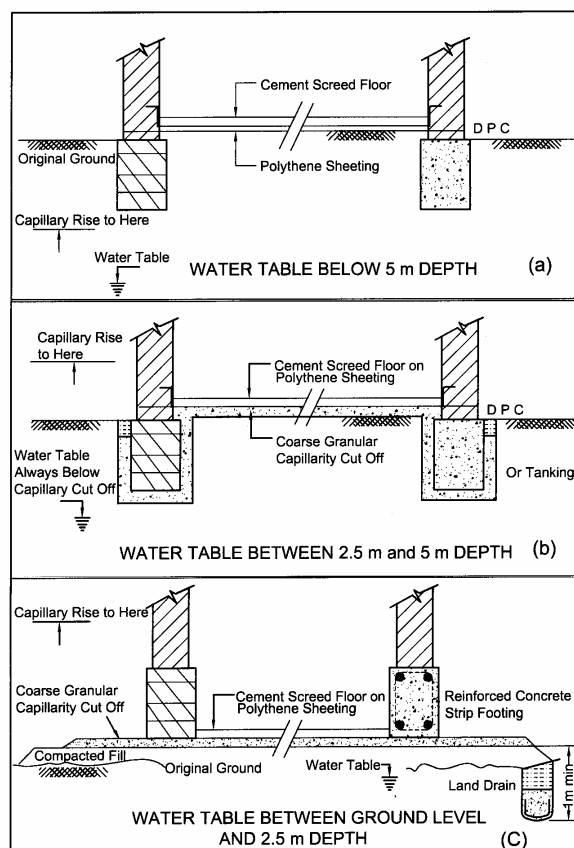 Cement Screed Floor
D P C
Original Ground
Polythene Sheeting
Capillary Rise to Here
Water Table
WATER TABLE BELOW 5 m DEPTH
(a)
Capillary Rise
to Here
Cement Screed Floor on
Polythene Sheeting
D P C
Coarse Granular
Capillarity Cut Off
Water Table
Always Below
Capillary Cut Off
Or Tanking
WATER TABLE BETWEEN 2.5 m and 5 m DEPTH
(b)
Capillary Rise to Here
Coarse Granular
Capillarity Cut Off
Cement Screed Floor on
Polythene Sheeting
Reinforced Concrete
Strip Footing
Compacted Fill
Original Ground
Water Table
Land Drain
1m min
WATER TABLE BETWEEN GROUND LEVEL
AND 2.5 m DEPTH
(C)